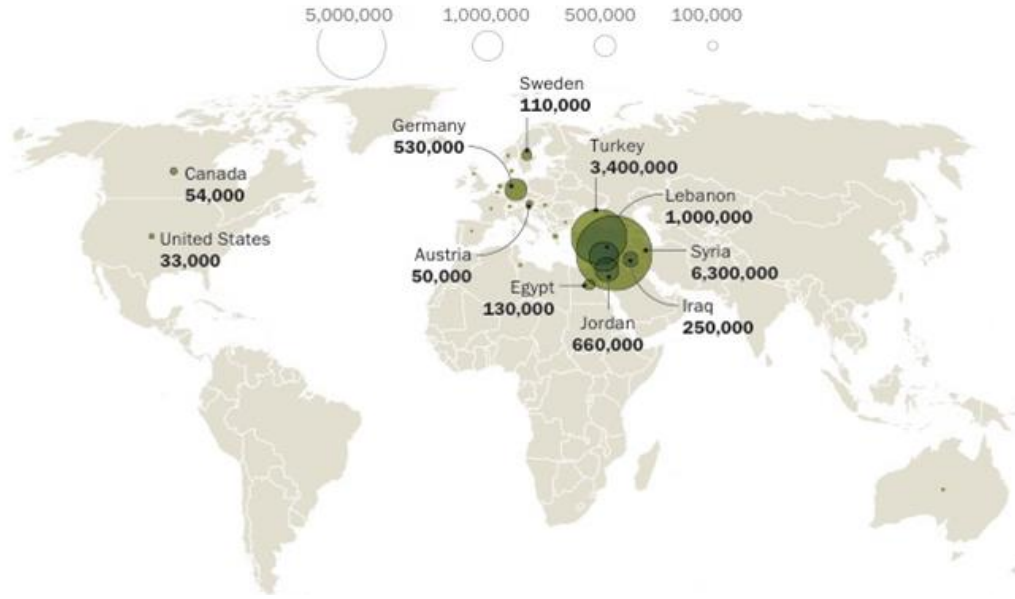 5,000,000 1,000,000 500,000 100,000
Sweden
110,000
Germany
530,000
Turkey
3,400,000
Canada
54,000
Lebanon
1,000,000
United States
33,000
Austria
50,000
Syria
6,300,000
Egypt
130,000
Iraq
250,000
Jordan
660,000